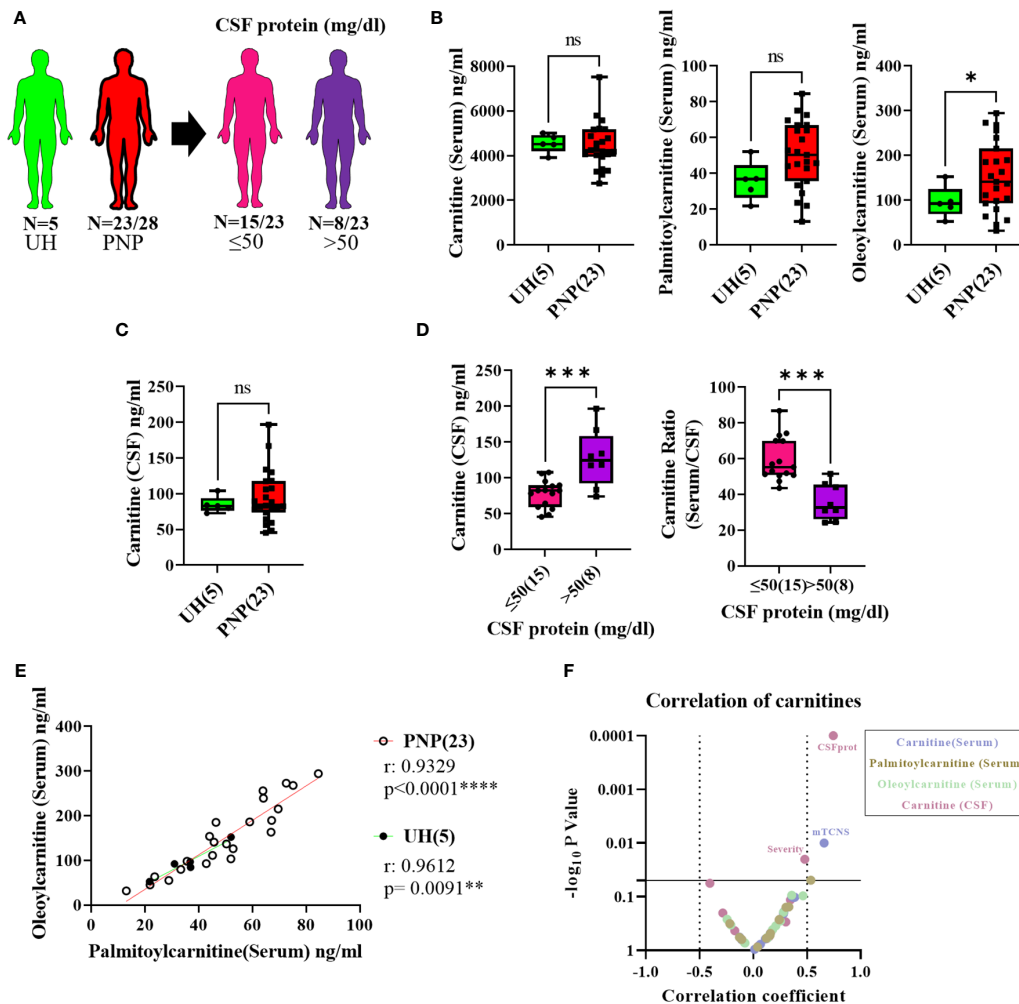 A
CSF protein (mg/dl)
N=5
UH
N=23/28
PNP
N=15/23
≤50
N=8/23
>50
B
Carnitine (Serum) ng/ml
8000
6000
4000
2000
0
ns
UH(5)
PNP(23)
Palmitoylcarnitine (Serum) ng/ml
100
80
60
40
20
0
ns
UH(5)
PNP(23)
Oleoylcarnitine (Serum) ng/ml
400
300
200
100
0
*
UH(5)
PNP(23)
C
Carnitine (CSF) ng/ml
250
200
150
100
50
0
ns
UH(5)
PNP(23)
D
Carnitine (CSF) ng/ml
250
200
150
100
50
0
***
≤50(15)
>50(8)
CSF protein (mg/dl)
Carnitine Ratio
(Serum/CSF)
100
80
60
40
20
0
***
≤50(15)>50(8)
CSF protein (mg/dl)
E
Oleoylcarnitine (Serum) ng/ml
400
300
200
100
0
0 20 40 60 80 100
Palmitoylcarnitine(Serum) ng/ml
PNP(23)
r: 0.9329
p<0.0001****
UH(5)
r: 0.9612
p= 0.0091**
F
Correlation of carnitines
-log10 P Value
0.0001
0.001
0.01
0.1
1
CSFprot
mTCNS
Severity
-1.0 -0.5 0.0 0.5 1.0
Correlation coefficient
Carnitine(Serum)
Palmitoylcarnitine (Serum
Oleoylcarnitine (Serum)
Carnitine (CSF)